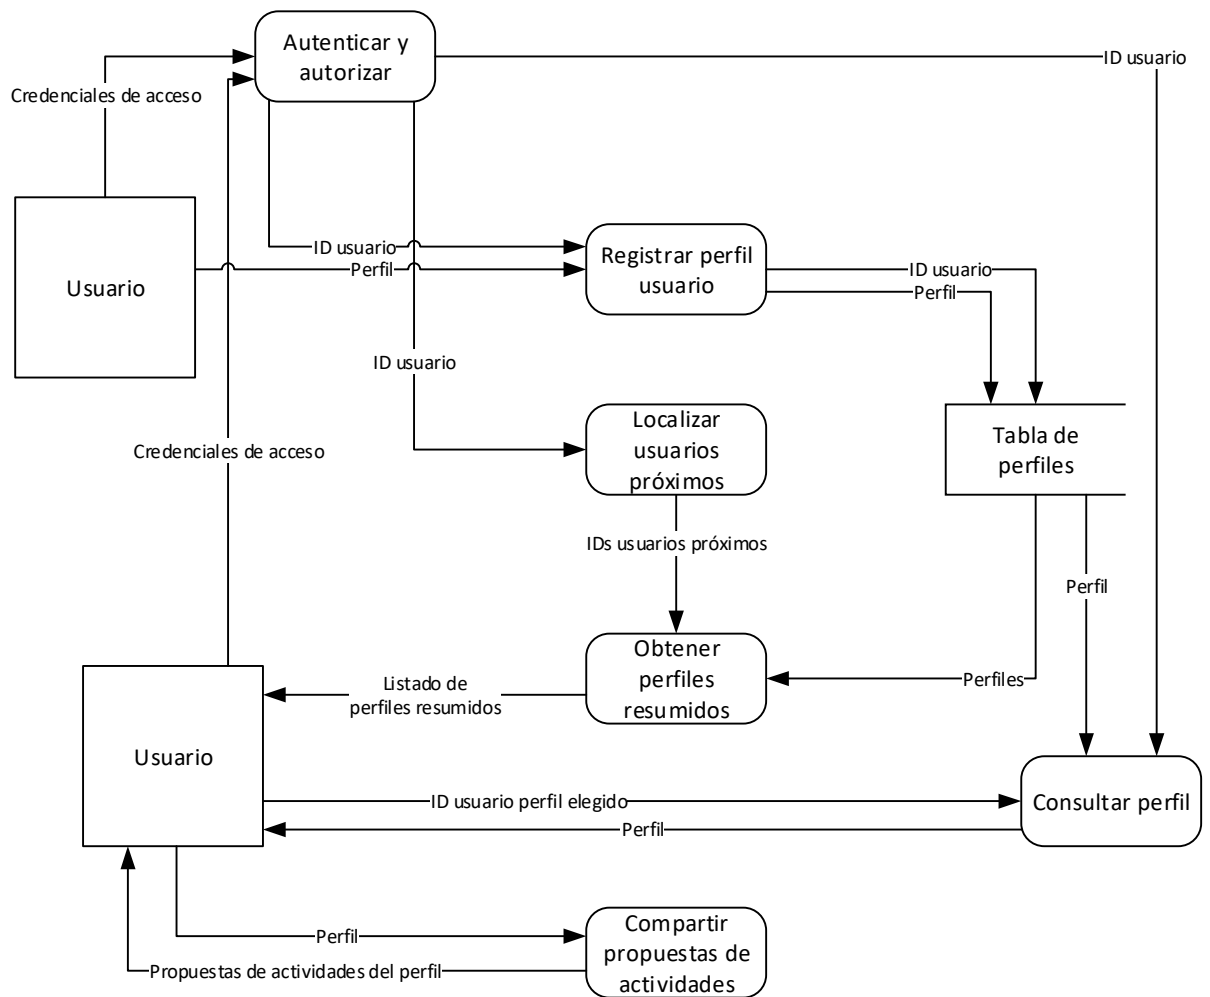 Autenticar y
autorizar
ID usuario
Credenciales de acceso
ID usuario
Perfil
Registrar perfil
usuario
ID usuario
Perfil
Usuario
ID usuario
Localizar
usuarios
próximos
Tabla de
perfiles
Credenciales de acceso
IDs usuarios próximos
Perfil
Obtener
perfiles
resumidos
Perfiles
Listado de
perfiles resumidos
Usuario
ID usuario perfil elegido
Consultar perfil
Perfil
Compartir
propuestas de
actividades
Perfil
Propuestas de actividades del perfil